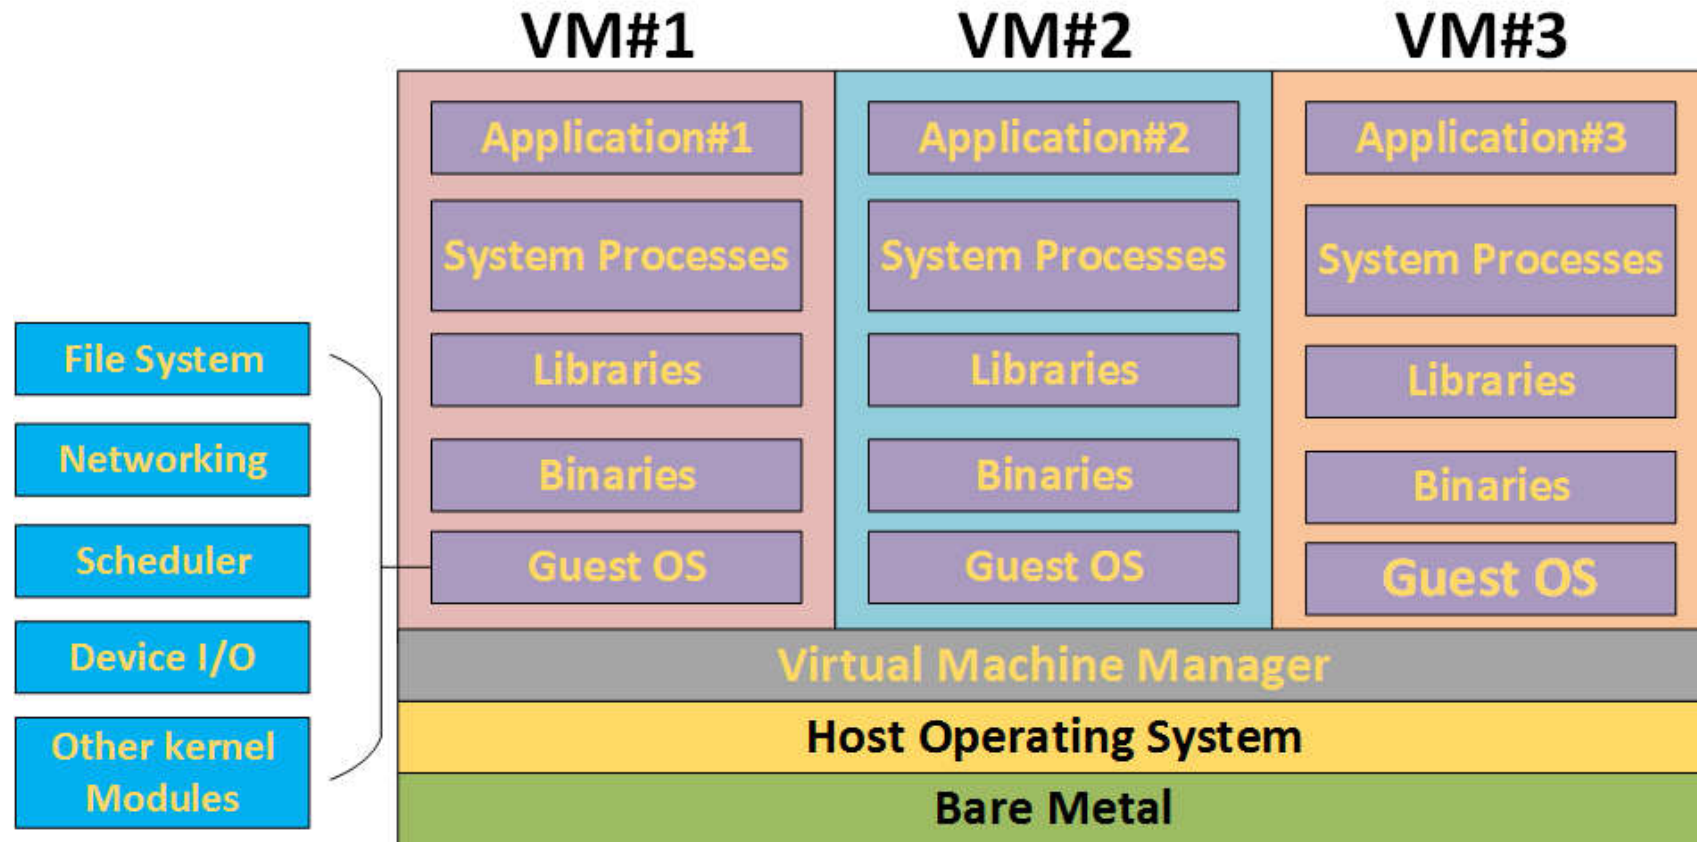 VM#1 VM#2 VM#3
Application#1 Application#2 Application#3
System Processes System Processes System Processes
File System
Libraries Libraries Libraries
Networking
Binaries Binaries Binaries
Scheduler
Guest OS Guest OS Guest OS
Device I/O
Virtual Machine Manager
Other kernel
Modules
Host Operating System
Bare Metal